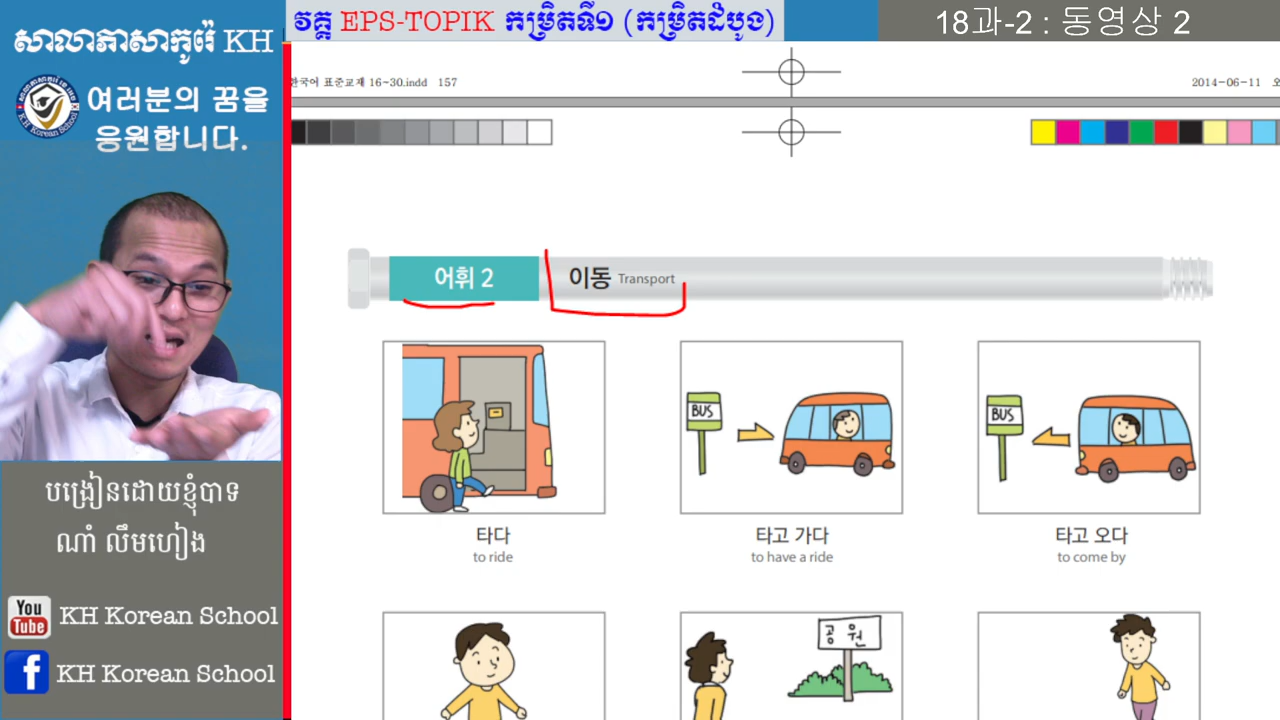 សាលាភាសាកូរ៉េ KH
여러분의 꿈을
응원합니다.
វគ្គ EPS-TOPIK កម្រិតទី១ (កម្រិតដំបូង)
18과-2 : 동영상 2
한국어 표준교재 16~30.indd 157
2014-06-11
어휘 2
이동 Transport
BUS
BUS
타다
to ride
타고 가다
to have a ride
타고 오다
to come by
공원
បង្រៀនដោយខ្ញុំបាទ
ណាំ លឹមហៀង
You
Tube
KH Korean School
f KH Korean School